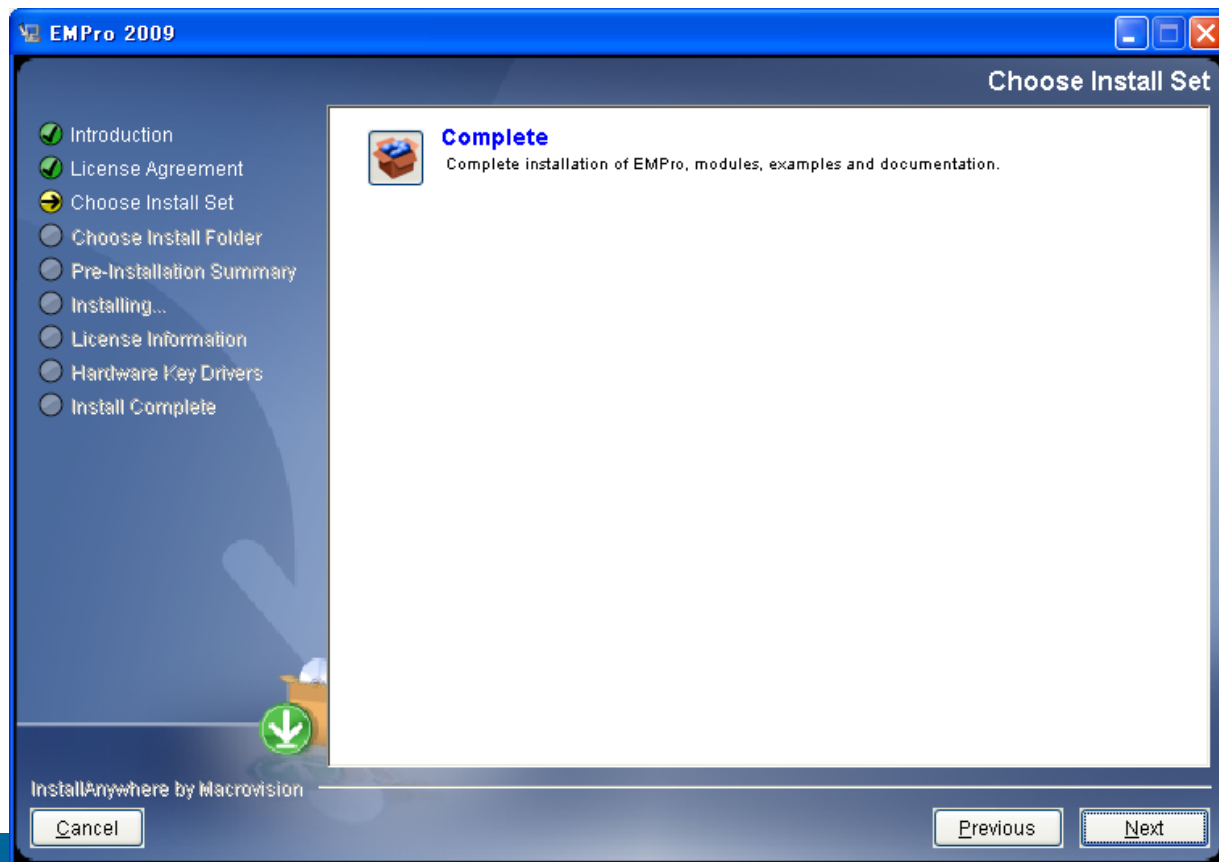 EMPro 2009
Choose Install Set
Introduction
License Agreement
Choose Install Set
Choose Install Folder
Pre-Installation Summary
Installing...
License Information
Hardware Key Drivers
Install Complete
Complete
Complete installation of EMPro, modules, examples and documentation.
InstallAnywhere by Macrovision
Cancel
Previous
Next